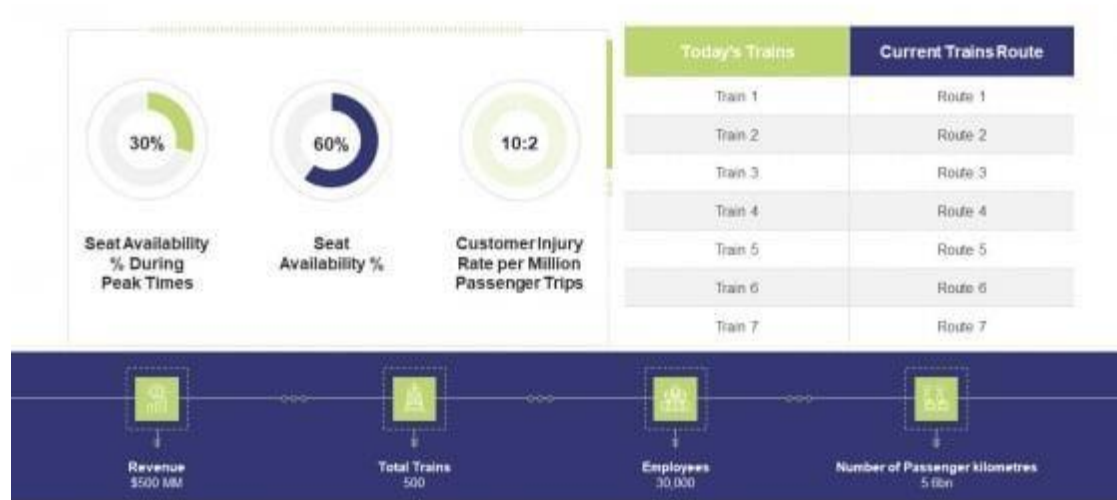 30%
60%
10:2
Seat Availability
% During
Peak Times
Seat
Availability %
Customer Injury
Rate per Million
Passenger Trips
Today's Trains Current Trains Route
Train 1 Route 1
Train 2 Route 2
Train 3 Route 3
Train 4 Route 4
Train 5 Route 5
Train 6 Route 6
Train 7 Route 7
Revenue
$500 MM
Total Trains
500
Employees
30,000
Number of Passenger kilometres
5.6bn